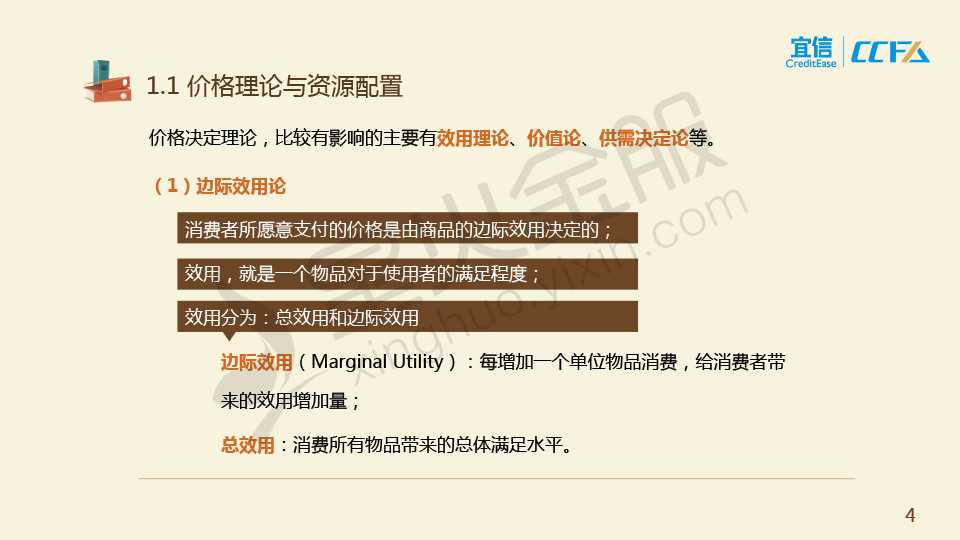 宜信
CreditEase
CCFA
1.1 价格理论与资源配置
价格决定理论，比较有影响的主要有效用理论、价值论、供需决定论等。
（1）边际效用论
消费者所愿意支付的价格是由商品的边际效用决定的；
效用，就是一个物品对于使用者的满足程度；
效用分为：总效用和边际效用
边际效用（Marginal Utility）：每增加一个单位物品消费，给消费者带
来的效用增加量；
总效用：消费所有物品带来的总体满足水平。
星火金服
xinghuo.yixin.com
4